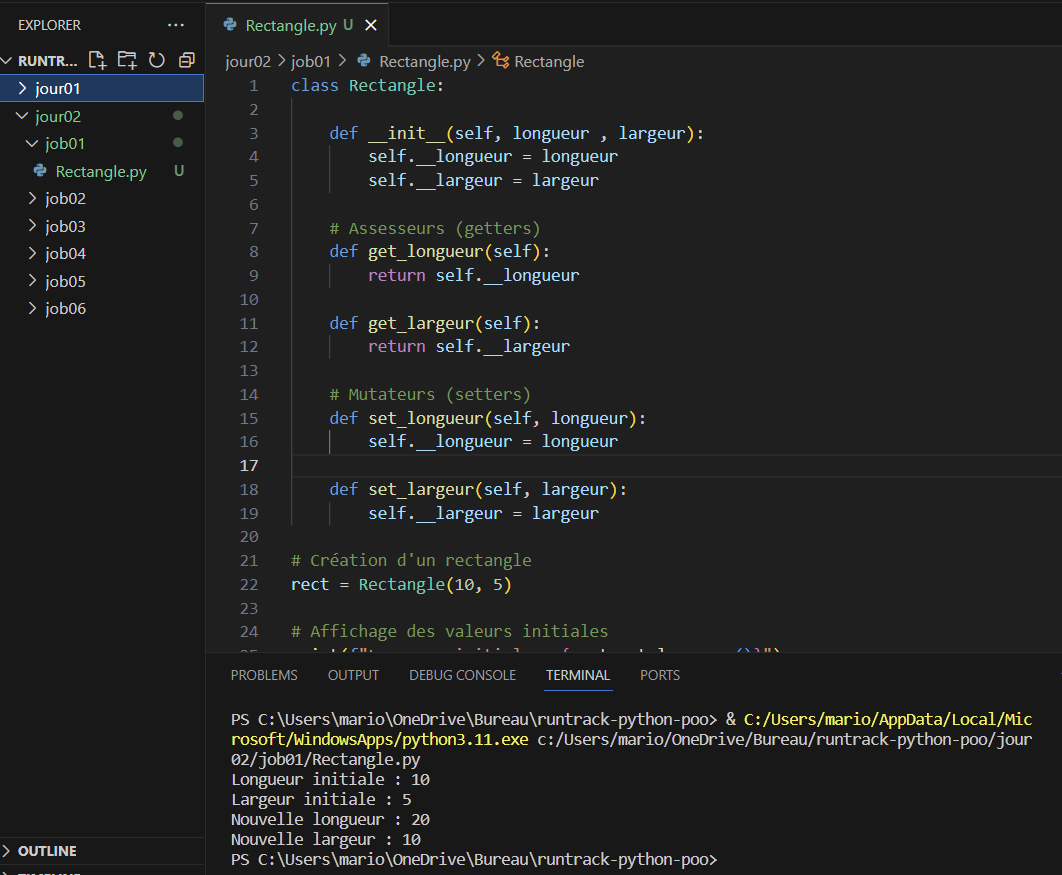 EXPLORER ...
RUNTR...
jour01
jour02
job01
Rectangle.py U
job02
job03
job04
job05
job06
OUTLINE
Rectangle.py U
jour02 > job01 > Rectangle.py > Rectangle
1 class Rectangle:
2
3 def __init__(self, longueur , largeur):
4 self.__longueur = longueur
5 self.__largeur = largeur
6
7 # Assesseurs (getters)
8 def get_longueur(self):
9 return self.__longueur
10
11 def get_largeur(self):
12 return self.__largeur
13
14 # Mutateurs (setters)
15 def set_longueur(self, longueur):
16 self.__longueur = longueur
17
18 def set_largeur(self, largeur):
19 self.__largeur = largeur
20
21 # Création d'un rectangle
22 rect = Rectangle(10, 5)
23
24 # Affichage des valeurs initiales
PROBLEMS OUTPUT DEBUG CONSOLE TERMINAL PORTS
PS C:\Users\mario\OneDrive\Bureau\runtrack-python-poo> & C:/Users/mario/AppData/Local/Mic
rosoft/WindowsApps/python3.11.exe c:/Users/mario/OneDrive/Bureau/runtrack-python-poo/jour
02/job01/Rectangle.py
Longueur initiale : 10
Largeur initiale : 5
Nouvelle longueur : 20
Nouvelle largeur : 10
PS C:\Users\mario\OneDrive\Bureau\runtrack-python-poo>